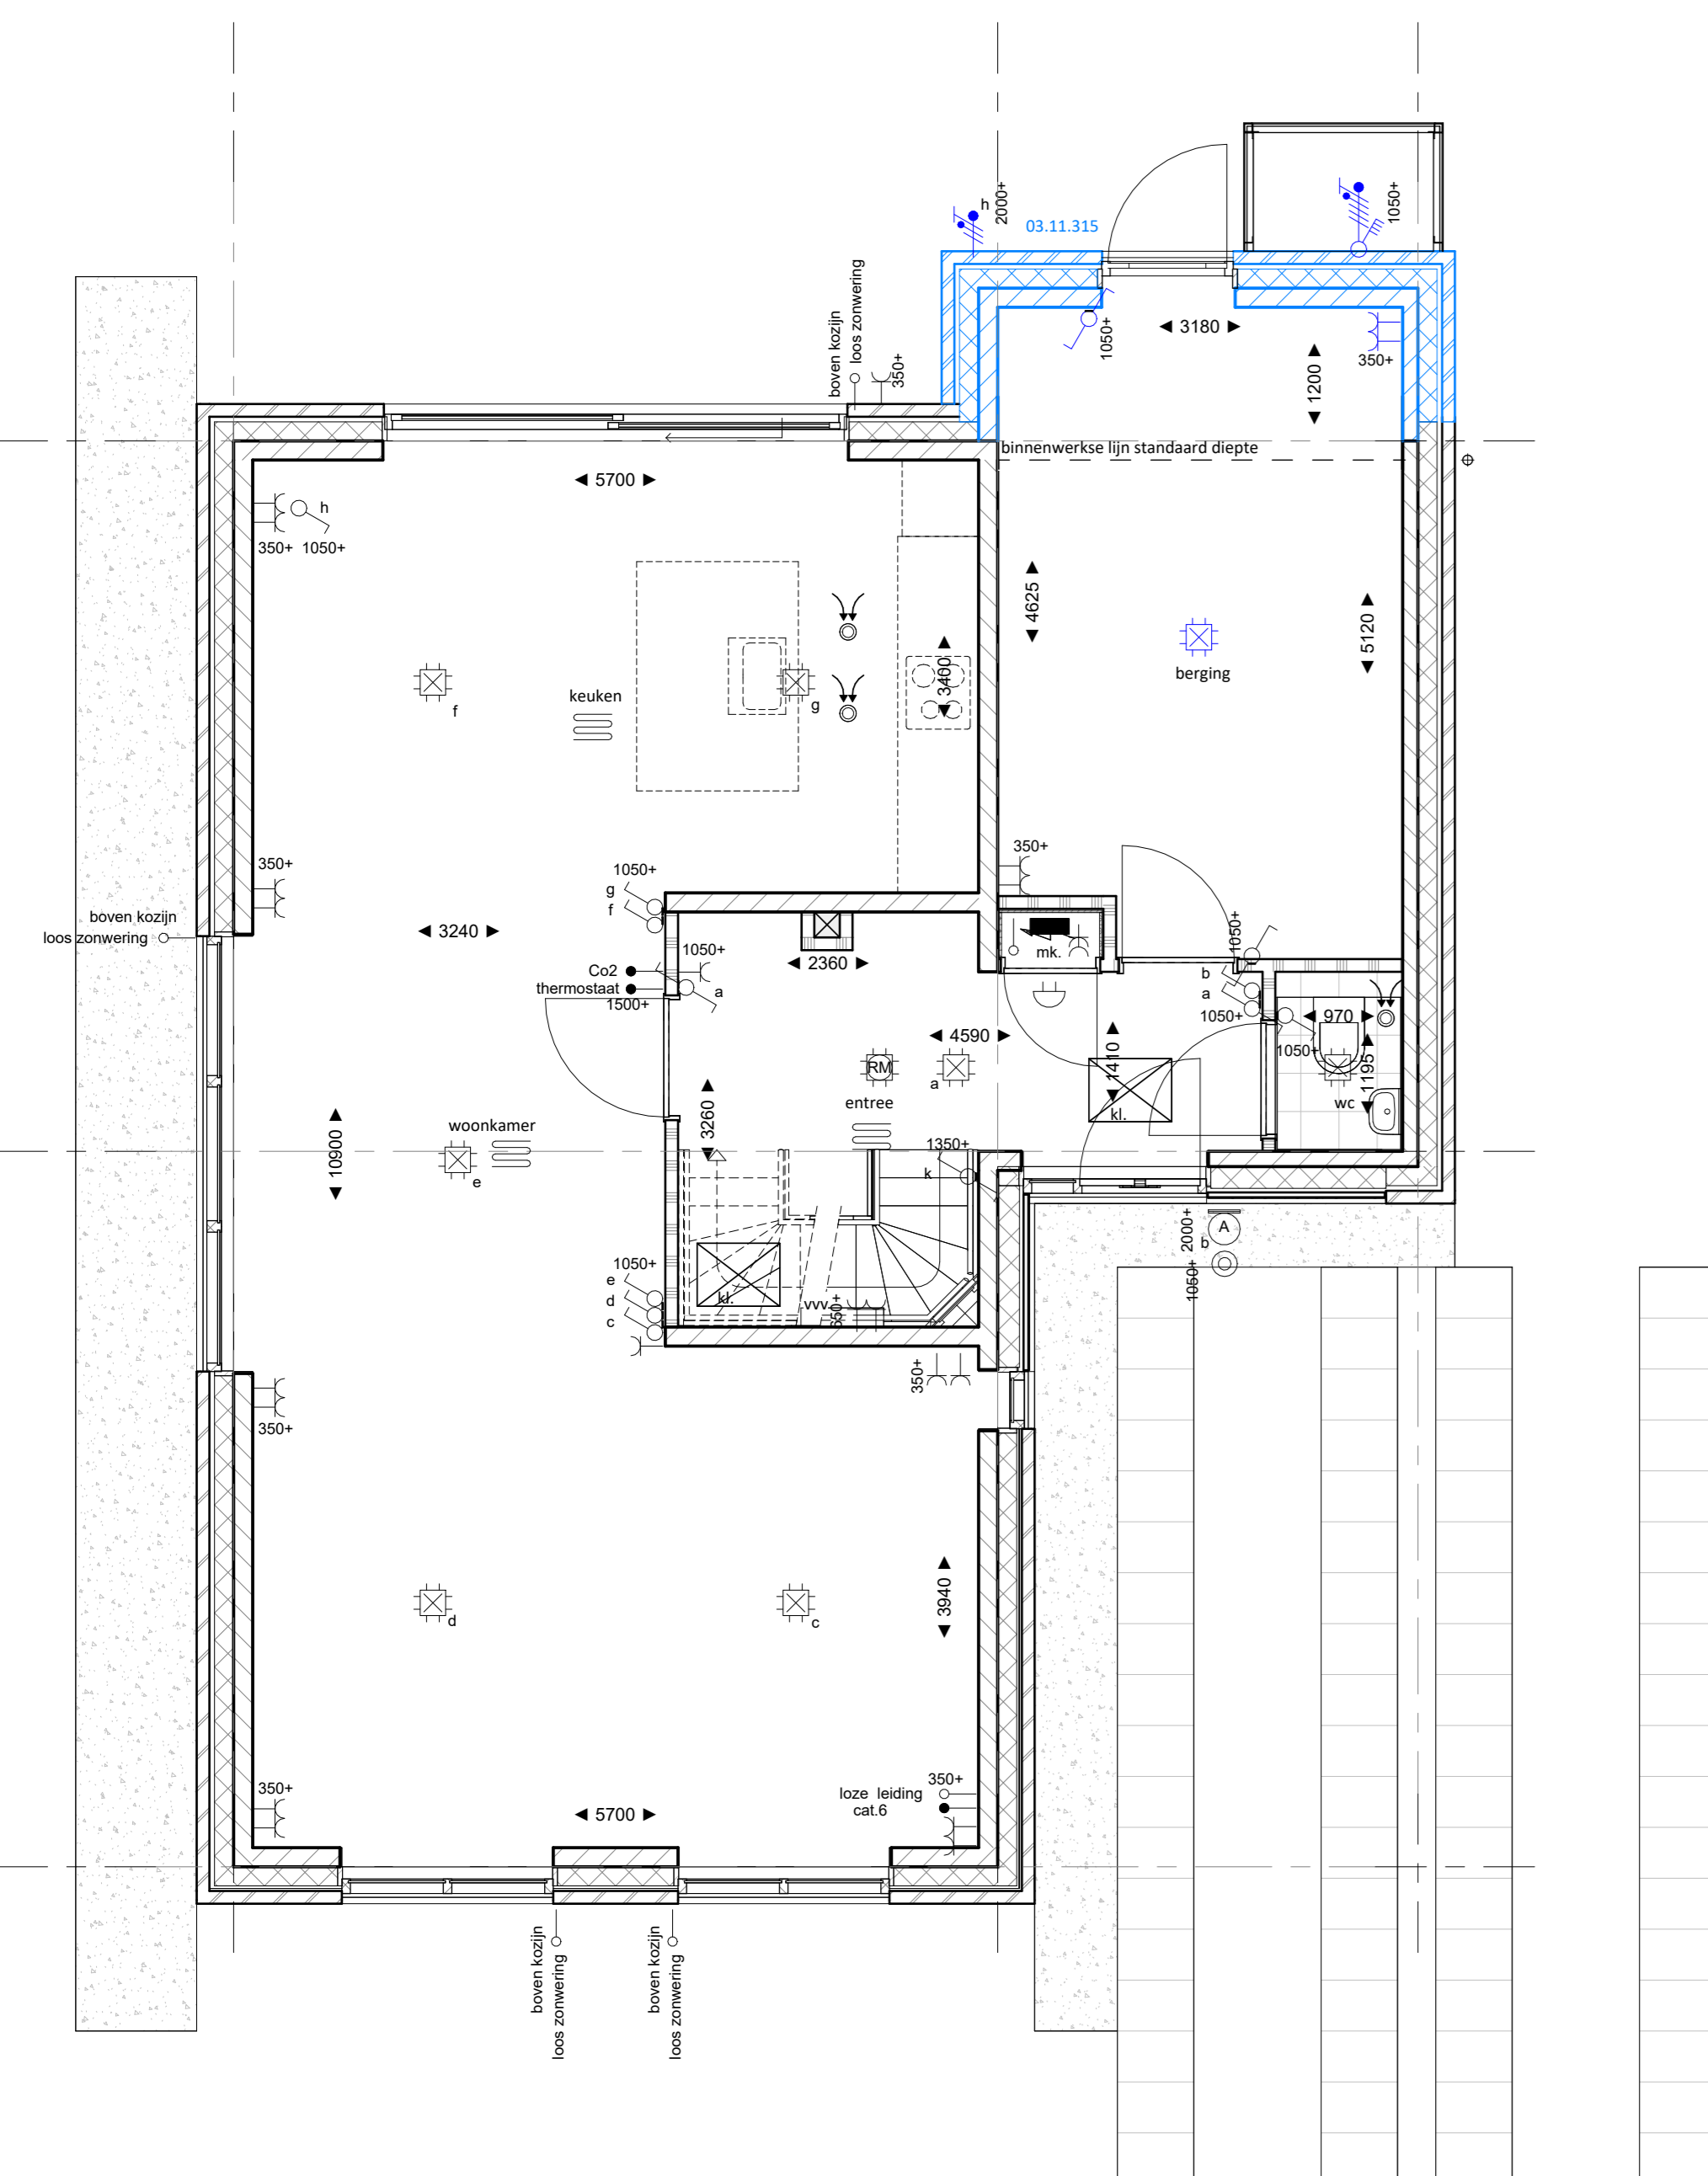 h
2000+
03.11.315
1050+
boven kozijn
loos zonwering
350+
1050+
◄ 3180 ►
350+
◄ 1200 ►
binnenwerkse lijn standaard diepte
◄ 5700 ►
h
350+ 1050+
◄ 4625 ►
◄ 5120 ►
berging
keuken
◄ 3400 ►
f
g
350+
350+
1050+
g
f
boven kozijn
loos zonwering
◄ 3240 ►
1050+
Co2
thermostaat
1500+
a
◄ 2360 ►
mk.
1050+
b
a
1050+
◄ 970 ►
1050+
◄ 1195 ►
wc
◄ 4590 ►
◄ 1410 ►
kl.
RM
a
entree
◄ 3260 ►
◄ 10900 ►
woonkamer
e
1350+
k
2000+
A
b
1050+
1050+
e
d
c
kl.
vvv
350+
350+
350+
◄ 3940 ►
d
c
350+
loze leiding
cat.6
350+
◄ 5700 ►
boven kozijn
loos zonwering
boven kozijn
loos zonwering